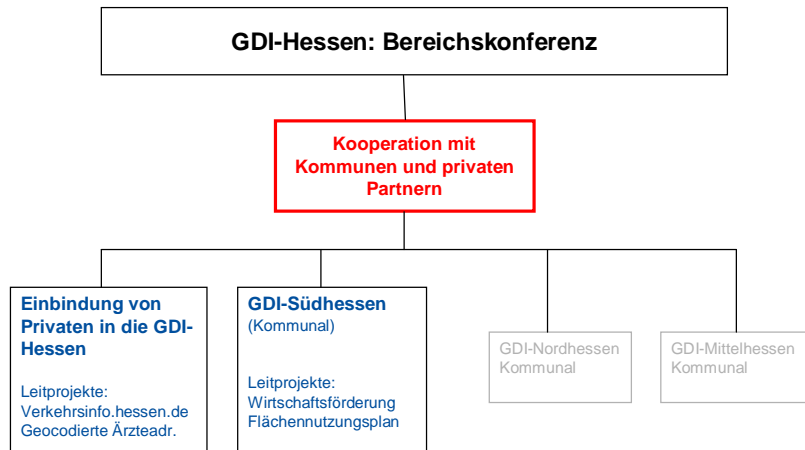 GDI-Hessen: Bereichskonferenz
Kooperation mit
Kommunen und privaten
Partnern
Einbindung von
Privaten in die GDI-
Hessen
Leitprojekte:
Verkehrsinfo.hessen.de
Geocodierte Ärzteadr.
GDI-Südhessen
(Kommunal)
Leitprojekte:
Wirtschaftsförderung
Flächennutzungsplan
GDI-Nordhessen
Kommunal
GDI-Mittelhessen
Kommunal